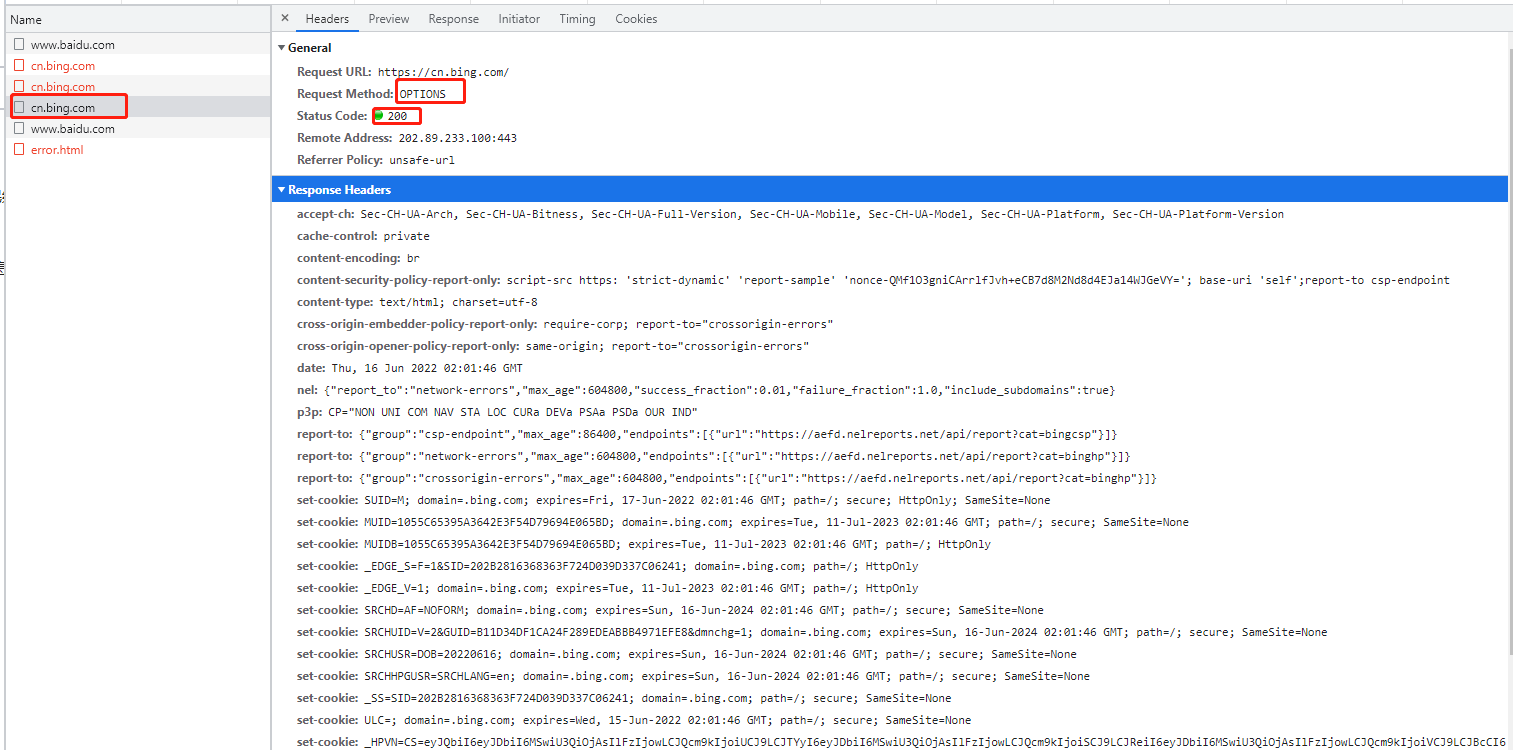 Name
www.baidu.com
cn.bing.com
cn.bing.com
cn.bing.com
www.baidu.com
error.html
× Headers Preview Response Initiator Timing Cookies
General
Request URL: https://cn.bing.com/
Request Method: OPTIONS
Status Code: 200
Remote Address: 202.89.233.100:443
Referrer Policy: unsafe-url
Response Headers
accept-ch: Sec-CH-UA-Arch, Sec-CH-UA-Bitness, Sec-CH-UA-Full-Version, Sec-CH-UA-Mobile, Sec-CH-UA-Model, Sec-CH-UA-Platform, Sec-CH-UA-Platform-Version
cache-control: private
content-encoding: br
content-security-policy-report-only: script-src https: 'strict-dynamic' 'report-sample' 'nonce-QMf1O3gniCArrlfJvh+eCB7d8M2Nd8d4EJa14WJGeVY='; base-uri 'self';report-to csp-endpoint
content-type: text/html; charset=utf-8
cross-origin-embedder-policy-report-only: require-corp; report-to="crossorigin-errors"
cross-origin-opener-policy-report-only: same-origin; report-to="crossorigin-errors"
date: Thu, 16 Jun 2022 02:01:46 GMT
nel: {"report_to":"network-errors","max_age":604800,"success_fraction":0.01,"failure_fraction":1.0,"include_subdomains":true}
p3p: CP="NON UNI COM NAV STA LOC CURa DEVa PSAa PSDa OUR IND"
report-to: {"group":"csp-endpoint","max_age":86400,"endpoints":[{"url":"https://aefd.nelreports.net/api/report?cat=bingcsp"}]}
report-to: {"group":"network-errors","max_age":604800,"endpoints":[{"url":"https://aefd.nelreports.net/api/report?cat=binghp"}]}
report-to: {"group":"crossorigin-errors","max_age":604800,"endpoints":[{"url":"https://aefd.nelreports.net/api/report?cat=binghp"}]}
set-cookie: SUID=M; domain=.bing.com; expires=Fri, 17-Jun-2022 02:01:46 GMT; path=/; secure; HttpOnly; SameSite=None
set-cookie: MUID=1055C65395A3642E3F54D79694E065BD; domain=.bing.com; expires=Tue, 11-Jul-2023 02:01:46 GMT; path=/; secure; SameSite=None
set-cookie: MUIDB=1055C65395A3642E3F54D79694E065BD; expires=Tue, 11-Jul-2023 02:01:46 GMT; path=/; HttpOnly
set-cookie: _EDGE_S=F=1&SID=202B2816368363F724D039D337C06241; domain=.bing.com; path=/; HttpOnly
set-cookie: _EDGE_V=1; domain=.bing.com; expires=Tue, 11-Jul-2023 02:01:46 GMT; path=/; HttpOnly
set-cookie: SRCHD=AF=NOFORM; domain=.bing.com; expires=Sun, 16-Jun-2024 02:01:46 GMT; path=/; secure; SameSite=None
set-cookie: SRCHUID=V=2&GUID=B11D34DF1CA24F289EDEABBB4971EFE8&dmnchg=1; domain=.bing.com; expires=Sun, 16-Jun-2024 02:01:46 GMT; path=/; secure; SameSite=None
set-cookie: SRCHUSR=DOB=20220616; domain=.bing.com; expires=Sun, 16-Jun-2024 02:01:46 GMT; path=/; secure; SameSite=None
set-cookie: SRCHHPGUSR=SRCHLANG=en; domain=.bing.com; expires=Sun, 16-Jun-2024 02:01:46 GMT; path=/; secure; SameSite=None
set-cookie: _SS=SID=202B2816368363F724D039D337C06241; domain=.bing.com; path=/; secure; SameSite=None
set-cookie: ULC=; domain=.bing.com; expires=Wed, 15-Jun-2022 02:01:46 GMT; path=/; secure; SameSite=None
set-cookie: